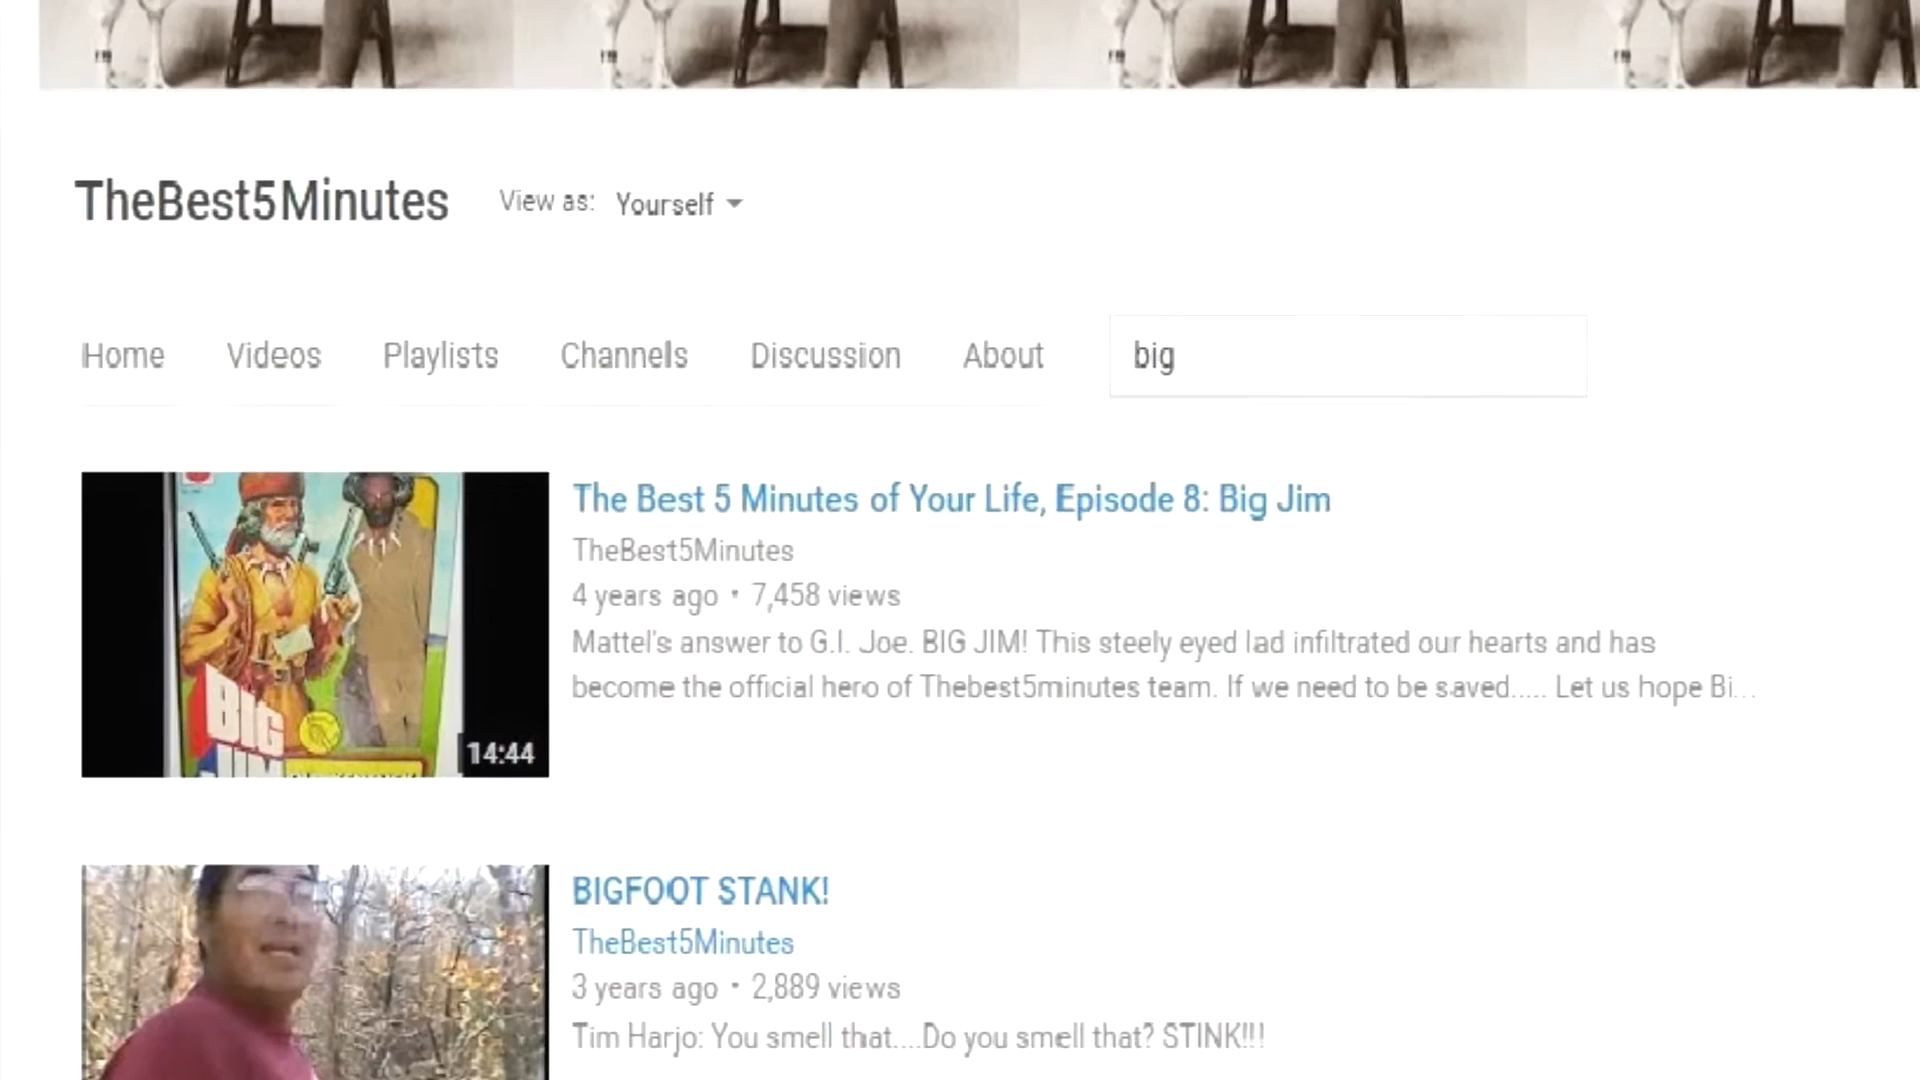 TheBest5Minutes View as: Yourself
Home Videos Playlists Channels Discussion About big
The Best 5 Minutes of Your Life, Episode 8: Big Jim
TheBest5Minutes
4 years ago • 7,458 views
Mattel's answer to G.I. Joe. BIG JIM! This steely eyed lad infiltrated our hearts and has
become the official hero of Thebest5minutes team. If we need to be saved..... Let us hope Bi...
BIG
JIM
14:44
BIGFOOT STANK!
TheBest5Minutes
3 years ago • 2,889 views
Tim Harjo: You smell that....Do you smell that? STINK!!!